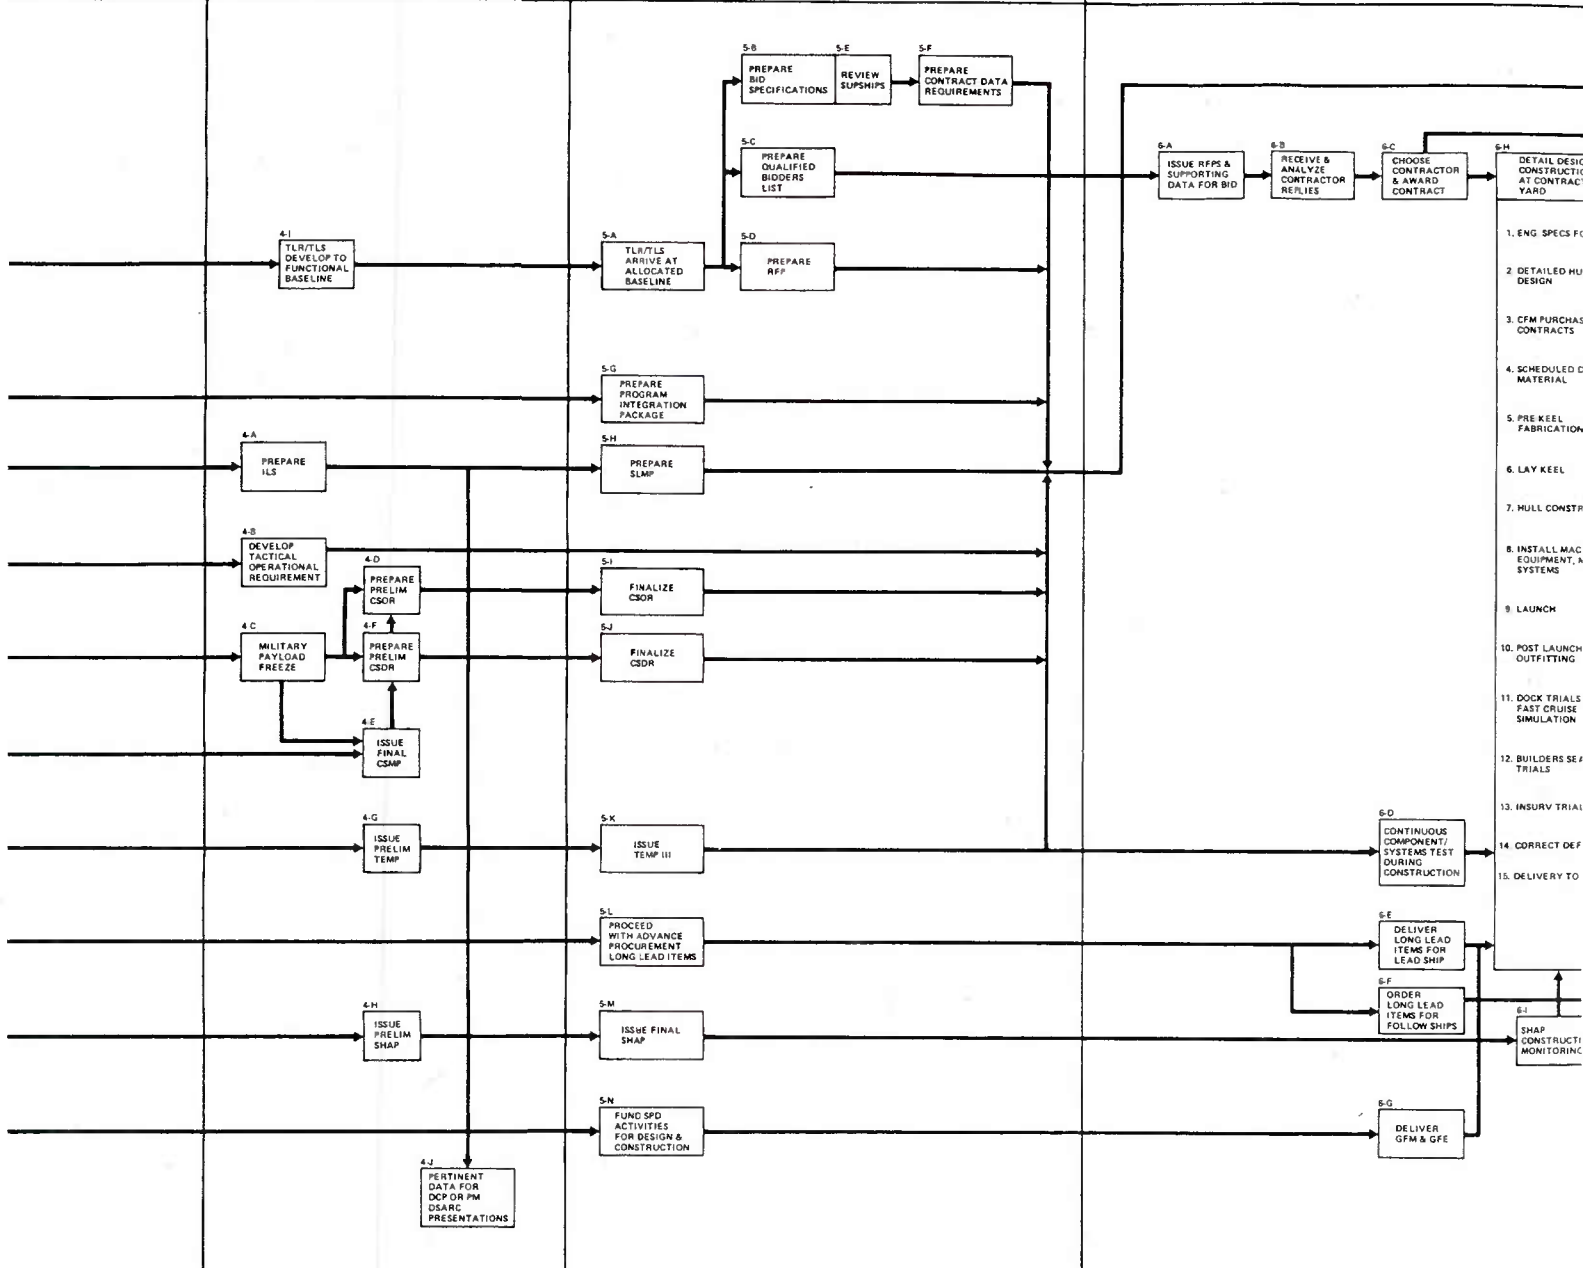 5-B
PREPARE
BID
SPECIFICATIONS
5-E
REVIEW
SUPSHIPS
5-F
PREPARE
CONTRACT DATA
REQUIREMENTS
5-C
PREPARE
QUALIFIED
BIDDERS
LIST
6-A
ISSUE RFPS &
SUPPORTING
DATA FOR BID
6-B
RECEIVE &
ANALYZE
CONTRACTOR
REPLIES
6-C
CHOOSE
CONTRACTOR
& AWARD
CONTRACT
6-H
DETAIL DESIG
CONSTRUCTIO
AT CONTRAC
YARD
4-I
TLR/TLS
DEVELOP TO
FUNCTIONAL
BASELINE
5-A
TLR/TLS
ARRIVE AT
ALLOCATED
BASELINE
5-D
PREPARE
RFP
1. ENG SPECS FO
2. DETAILED HU
DESIGN
3. CFM PURCHAS
CONTRACTS
4. SCHEDULED D
MATERIAL
5. PRE KEEL
FABRICATION
6. LAY KEEL
7. HULL CONSTR
8. INSTALL MAC
EQUIPMENT, M
SYSTEMS
9. LAUNCH
10. POST LAUNCH
OUTFITTING
11. DOCK TRIALS
FAST CRUISE
SIMULATION
12. BUILDERS SEA
TRIALS
13. INSURV TRIAL
14. CORRECT DEF
15. DELIVERY TO
5-G
PREPARE
PROGRAM
INTEGRATION
PACKAGE
4-A
PREPARE
ILS
5-H
PREPARE
SLMP
4-B
DEVELOP
TACTICAL
OPERATIONAL
REQUIREMENT
4-D
PREPARE
PRELIM
CSOR
5-I
FINALIZE
CSOR
4-C
MILITARY
PAYLOAD
FREEZE
4-F
PREPARE
PRELIM
CSDR
5-J
FINALIZE
CSDR
4-E
ISSUE
FINAL
CSMP
4-G
ISSUE
PRELIM
TEMP
5-K
ISSUE
TEMP III
6-D
CONTINUOUS
COMPONENT/
SYSTEMS TEST
DURING
CONSTRUCTION
5-L
PROCEED
WITH ADVANCE
PROCUREMENT
LONG LEAD ITEMS
6-E
DELIVER
LONG LEAD
ITEMS FOR
LEAD SHIP
6-F
ORDER
LONG LEAD
ITEMS FOR
FOLLOW SHIPS
4-H
ISSUE
PRELIM
SHAP
5-M
ISSUE FINAL
SHAP
6-I
SHAP
CONSTRUCTI
MONITORING
5-N
FUND SPD
ACTIVITIES
FOR DESIGN &
CONSTRUCTION
6-G
DELIVER
GFM & GFE
4-J
PERTINENT
DATA FOR
DCP OR PM
DSARC
PRESENTATIONS